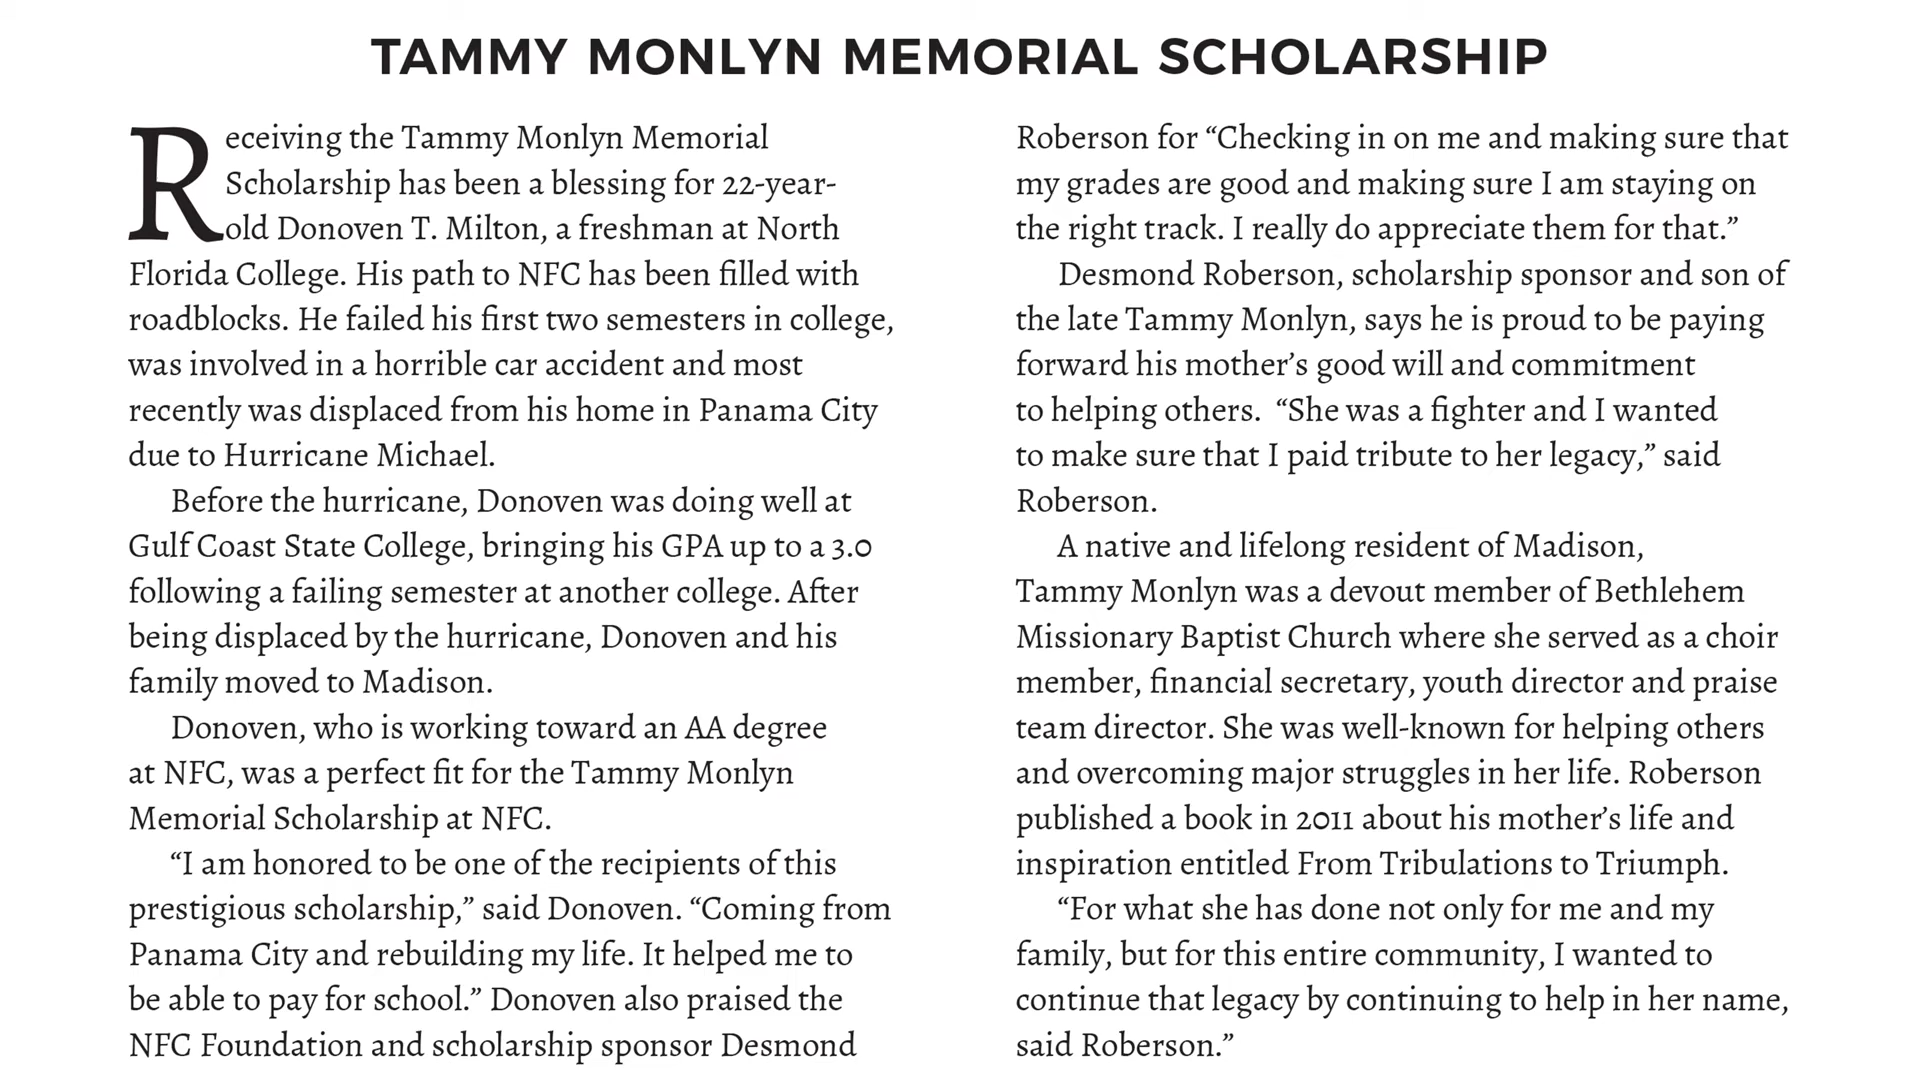 TAMMY MONLYN MEMORIAL SCHOLARSHIP
Receiving the Tammy Monlyn Memorial
Scholarship has been a blessing for 22-year-
old Donoven T. Milton, a freshman at North
Florida College. His path to NFC has been filled with
roadblocks. He failed his first two semesters in college,
was involved in a horrible car accident and most
recently was displaced from his home in Panama City
due to Hurricane Michael.
Before the hurricane, Donoven was doing well at
Gulf Coast State College, bringing his GPA up to a 3.0
following a failing semester at another college. After
being displaced by the hurricane, Donoven and his
family moved to Madison.
Donoven, who is working toward an AA degree
at NFC, was a perfect fit for the Tammy Monlyn
Memorial Scholarship at NFC.
“I am honored to be one of the recipients of this
prestigious scholarship,” said Donoven. “Coming from
Panama City and rebuilding my life. It helped me to
be able to pay for school.” Donoven also praised the
NFC Foundation and scholarship sponsor Desmond
Roberson for “Checking in on me and making sure that
my grades are good and making sure I am staying on
the right track. I really do appreciate them for that.”
Desmond Roberson, scholarship sponsor and son of
the late Tammy Monlyn, says he is proud to be paying
forward his mother’s good will and commitment
to helping others.  “She was a fighter and I wanted
to make sure that I paid tribute to her legacy,” said
Roberson.
A native and lifelong resident of Madison,
Tammy Monlyn was a devout member of Bethlehem
Missionary Baptist Church where she served as a choir
member, financial secretary, youth director and praise
team director. She was well-known for helping others
and overcoming major struggles in her life. Roberson
published a book in 2011 about his mother’s life and
inspiration entitled From Tribulations to Triumph.
“For what she has done not only for me and my
family, but for this entire community, I wanted to
continue that legacy by continuing to help in her name,
said Roberson.”